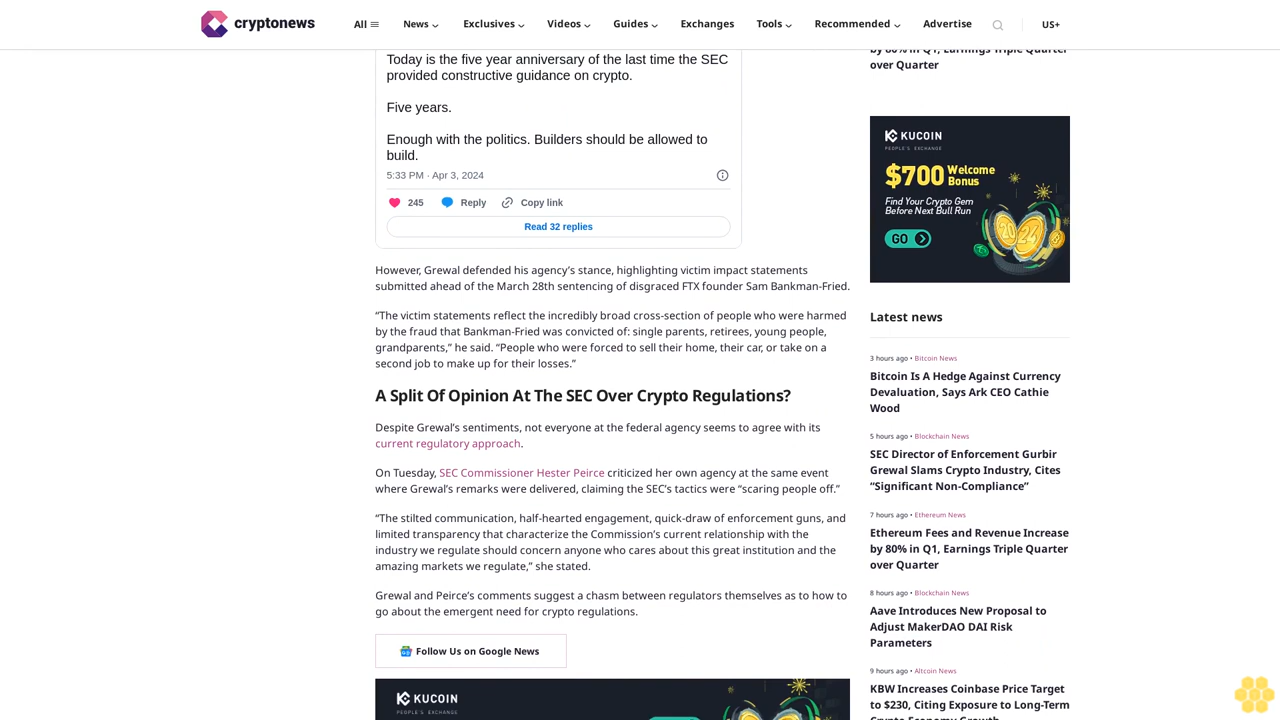 cryptonews
All
News
Exclusives
Videos
Guides
Exchanges
Tools
Recommended
Advertise
US+
Today is the five year anniversary of the last time the SEC
provided constructive guidance on crypto.
Five years.
Enough with the politics. Builders should be allowed to
build.
5:33 PM · Apr 3, 2024
245
Reply
Copy link
Read 32 replies
However, Grewal defended his agency’s stance, highlighting victim impact statements
submitted ahead of the March 28th sentencing of disgraced FTX founder Sam Bankman-Fried.
“The victim statements reflect the incredibly broad cross-section of people who were harmed
by the fraud that Bankman-Fried was convicted of: single parents, retirees, young people,
grandparents,” he said. “People who were forced to sell their home, their car, or take on a
second job to make up for their losses.”
A Split Of Opinion At The SEC Over Crypto Regulations?
Despite Grewal’s sentiments, not everyone at the federal agency seems to agree with its
current regulatory approach.
On Tuesday, SEC Commissioner Hester Peirce criticized her own agency at the same event
where Grewal’s remarks were delivered, claiming the SEC’s tactics were “scaring people off.”
“The stilted communication, half-hearted engagement, quick-draw of enforcement guns, and
limited transparency that characterize the Commission’s current relationship with the
industry we regulate should concern anyone who cares about this great institution and the
amazing markets we regulate,” she stated.
Grewal and Peirce’s comments suggest a chasm between regulators themselves as to how to
go about the emergent need for crypto regulations.
Follow Us on Google News
KUCOIN
PEOPLE'S EXCHANGE
by 80% in Q1, Earnings Triple Quarter
over Quarter
KUCOIN
PEOPLE'S EXCHANGE
$700 Welcome
Bonus
Find Your Crypto Gem
Before Next Bull Run
GO
2024
Latest news
3 hours ago • Bitcoin News
Bitcoin Is A Hedge Against Currency
Devaluation, Says Ark CEO Cathie
Wood
5 hours ago • Blockchain News
SEC Director of Enforcement Gurbir
Grewal Slams Crypto Industry, Cites
“Significant Non-Compliance”
7 hours ago • Ethereum News
Ethereum Fees and Revenue Increase
by 80% in Q1, Earnings Triple Quarter
over Quarter
8 hours ago • Blockchain News
Aave Introduces New Proposal to
Adjust MakerDAO DAI Risk
Parameters
9 hours ago • Altcoin News
KBW Increases Coinbase Price Target
to $230, Citing Exposure to Long-Term
Crypto Economy Growth